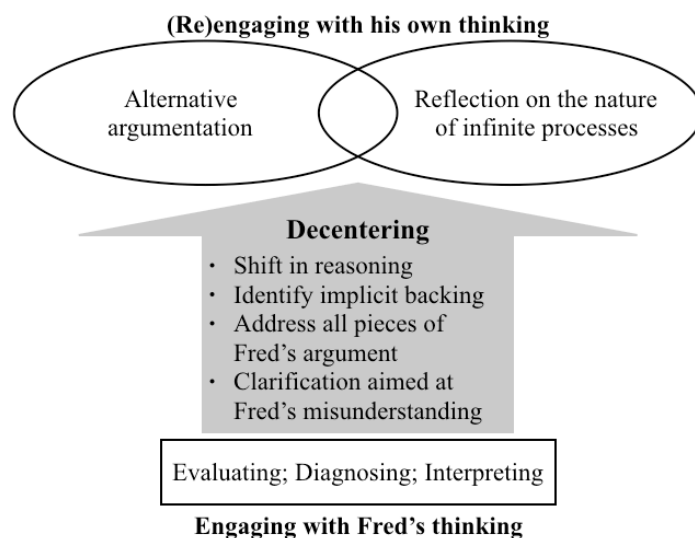 (Re)engaging with his own thinking
Alternative
argumentation
Reflection on the nature
of infinite processes
Decentering
· Shift in reasoning
· Identify implicit backing
· Address all pieces of
Fred’s argument
· Clarification aimed at
Fred’s misunderstanding
Evaluating; Diagnosing; Interpreting
Engaging with Fred’s thinking